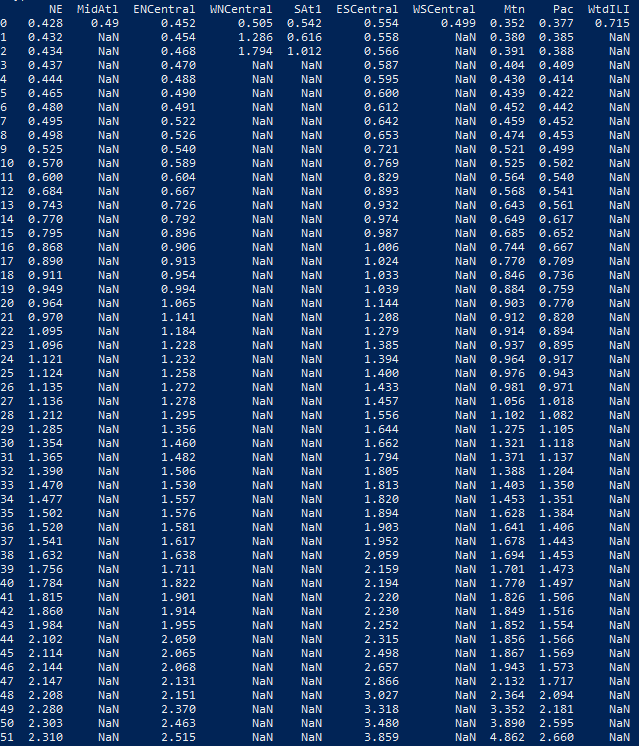 NE MidAtl ENCentral WNCentral SAtl ESCentral WSCentral Mtn Pac WtdILI
0 0.428 0.49 0.452 0.505 0.542 0.554 0.499 0.352 0.377 0.715
1 0.432 NaN 0.454 1.286 0.616 0.558 NaN 0.380 0.385 NaN
2 0.434 NaN 0.468 1.794 1.012 0.566 NaN 0.391 0.388 NaN
3 0.437 NaN 0.470 NaN NaN 0.587 NaN 0.404 0.409 NaN
4 0.444 NaN 0.488 NaN NaN 0.595 NaN 0.430 0.414 NaN
5 0.465 NaN 0.490 NaN NaN 0.600 NaN 0.439 0.422 NaN
6 0.480 NaN 0.491 NaN NaN 0.612 NaN 0.452 0.442 NaN
7 0.495 NaN 0.522 NaN NaN 0.642 NaN 0.459 0.452 NaN
8 0.498 NaN 0.526 NaN NaN 0.653 NaN 0.474 0.453 NaN
9 0.525 NaN 0.540 NaN NaN 0.721 NaN 0.521 0.499 NaN
10 0.570 NaN 0.589 NaN NaN 0.769 NaN 0.525 0.502 NaN
11 0.600 NaN 0.604 NaN NaN 0.829 NaN 0.564 0.540 NaN
12 0.684 NaN 0.667 NaN NaN 0.893 NaN 0.568 0.541 NaN
13 0.743 NaN 0.726 NaN NaN 0.932 NaN 0.643 0.561 NaN
14 0.770 NaN 0.792 NaN NaN 0.974 NaN 0.649 0.617 NaN
15 0.795 NaN 0.896 NaN NaN 0.987 NaN 0.685 0.652 NaN
16 0.868 NaN 0.906 NaN NaN 1.006 NaN 0.744 0.667 NaN
17 0.890 NaN 0.913 NaN NaN 1.024 NaN 0.770 0.709 NaN
18 0.911 NaN 0.954 NaN NaN 1.033 NaN 0.846 0.736 NaN
19 0.949 NaN 0.994 NaN NaN 1.039 NaN 0.884 0.759 NaN
20 0.964 NaN 1.065 NaN NaN 1.144 NaN 0.903 0.770 NaN
21 0.970 NaN 1.141 NaN NaN 1.208 NaN 0.912 0.820 NaN
22 1.095 NaN 1.184 NaN NaN 1.279 NaN 0.914 0.894 NaN
23 1.096 NaN 1.228 NaN NaN 1.385 NaN 0.937 0.895 NaN
24 1.121 NaN 1.232 NaN NaN 1.394 NaN 0.964 0.917 NaN
25 1.124 NaN 1.258 NaN NaN 1.400 NaN 0.976 0.943 NaN
26 1.135 NaN 1.272 NaN NaN 1.433 NaN 0.981 0.971 NaN
27 1.136 NaN 1.278 NaN NaN 1.457 NaN 1.056 1.018 NaN
28 1.212 NaN 1.295 NaN NaN 1.556 NaN 1.102 1.082 NaN
29 1.285 NaN 1.356 NaN NaN 1.644 NaN 1.275 1.105 NaN
30 1.354 NaN 1.460 NaN NaN 1.662 NaN 1.321 1.118 NaN
31 1.365 NaN 1.482 NaN NaN 1.794 NaN 1.371 1.137 NaN
32 1.390 NaN 1.506 NaN NaN 1.805 NaN 1.388 1.204 NaN
33 1.470 NaN 1.530 NaN NaN 1.813 NaN 1.403 1.350 NaN
34 1.477 NaN 1.557 NaN NaN 1.820 NaN 1.453 1.351 NaN
35 1.502 NaN 1.576 NaN NaN 1.894 NaN 1.628 1.384 NaN
36 1.520 NaN 1.581 NaN NaN 1.903 NaN 1.641 1.406 NaN
37 1.541 NaN 1.617 NaN NaN 1.952 NaN 1.678 1.443 NaN
38 1.632 NaN 1.638 NaN NaN 2.059 NaN 1.694 1.453 NaN
39 1.756 NaN 1.711 NaN NaN 2.159 NaN 1.701 1.473 NaN
40 1.784 NaN 1.822 NaN NaN 2.194 NaN 1.770 1.497 NaN
41 1.815 NaN 1.901 NaN NaN 2.220 NaN 1.826 1.506 NaN
42 1.860 NaN 1.914 NaN NaN 2.230 NaN 1.849 1.516 NaN
43 1.984 NaN 1.955 NaN NaN 2.252 NaN 1.852 1.554 NaN
44 2.102 NaN 2.050 NaN NaN 2.315 NaN 1.856 1.566 NaN
45 2.114 NaN 2.065 NaN NaN 2.498 NaN 1.867 1.569 NaN
46 2.144 NaN 2.068 NaN NaN 2.657 NaN 1.943 1.573 NaN
47 2.147 NaN 2.131 NaN NaN 2.866 NaN 2.132 1.717 NaN
48 2.208 NaN 2.151 NaN NaN 3.027 NaN 2.364 2.094 NaN
49 2.280 NaN 2.370 NaN NaN 3.318 NaN 3.352 2.181 NaN
50 2.303 NaN 2.463 NaN NaN 3.480 NaN 3.890 2.595 NaN
51 2.310 NaN 2.515 NaN NaN 3.859 NaN 4.862 2.660 NaN